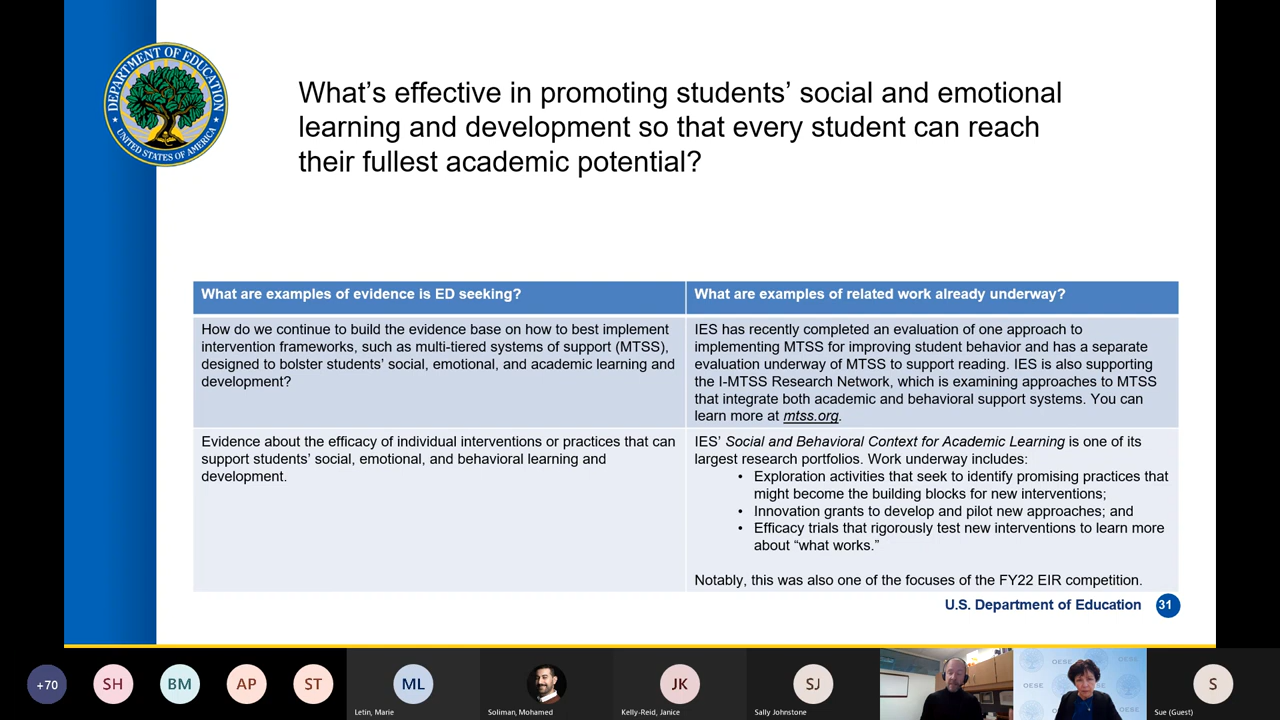 DEPARTMENT OF EDUCATION
UNITED STATES OF AMERICA
What's effective in promoting students' social and emotional
learning and development so that every student can reach
their fullest academic potential?
What are examples of evidence is ED seeking?
What are examples of related work already underway?
How do we continue to build the evidence base on how to best implement
intervention frameworks, such as multi-tiered systems of support (MTSS),
designed to bolster students' social, emotional, and academic learning and
development?
IES has recently completed an evaluation of one approach to
implementing MTSS for improving student behavior and has a separate
evaluation underway of MTSS to support reading. IES is also supporting
the I-MTSS Research Network, which is examining approaches to MTSS
that integrate both academic and behavioral support systems. You can
learn more at mtss.org.
Evidence about the efficacy of individual interventions or practices that can
support students' social, emotional, and behavioral learning and
development.
IES' Social and Behavioral Context for Academic Learning is one of its
largest research portfolios. Work underway includes:
• Exploration activities that seek to identify promising practices that
might become the building blocks for new interventions;
• Innovation grants to develop and pilot new approaches; and
• Efficacy trials that rigorously test new interventions to learn more
about "what works."
Notably, this was also one of the focuses of the FY22 EIR competition.
U.S. Department of Education 31
+70
SH
BM
AP
ST
ML
Letin, Marie
Soliman, Mohamed
JK
Kelly-Reid, Janice
SJ
Sally Johnstone
OESE
OESE
S
Sue (Guest)